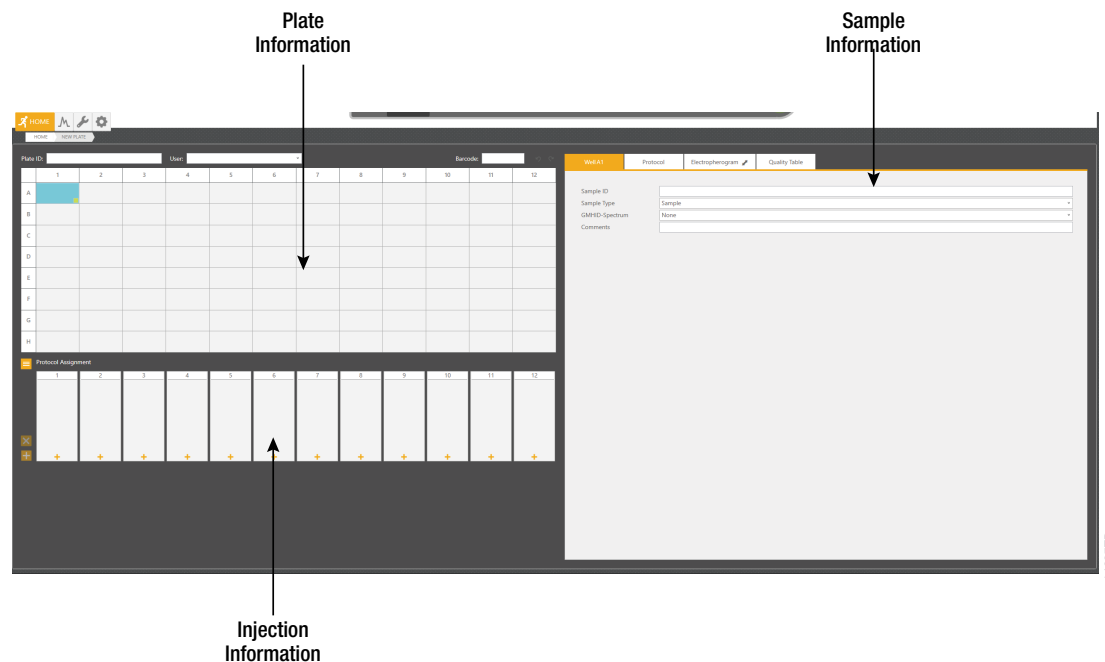 Plate
Information
Sample
Information
HOME
HOME NEW PLATE
Plate ID: User: Barcode:
1 2 3 4 5 6 7 8 9 10 11 12
A
B
C
D
E
F
G
H
Protocol Assignment
1 2 3 4 5 6 7 8 9 10 11 12
+ + + + + + + + + + + +
Well A1 Protocol Electropherogram Quality Table
Sample ID
Sample Type Sample
GMHID-Spectrum None
Comments
Injection
Information